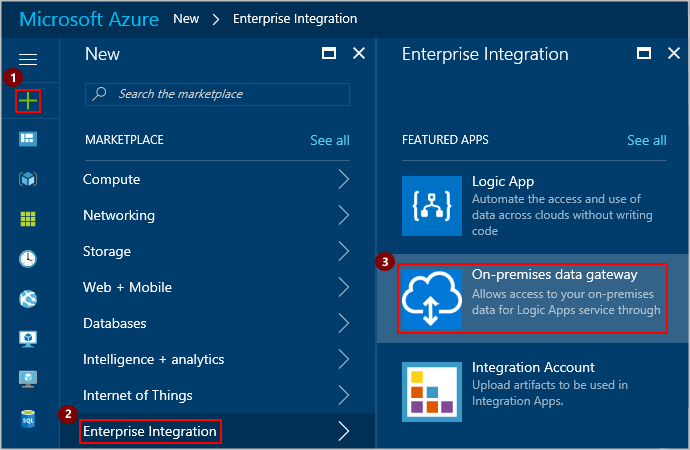 Microsoft Azure New > Enterprise Integration
1
New
Search the marketplace
MARKETPLACE See all
Compute
Networking
Storage
Web + Mobile
Databases
Intelligence + analytics
Internet of Things
2
Enterprise Integration
Enterprise Integration
FEATURED APPS See all
Logic App
Automate the access and use of
data across clouds without writing
code
3
On-premises data gateway
Allows access to your on-premises
data for Logic Apps service through
Integration Account
Upload artifacts to be used in
Integration Apps.
SQL